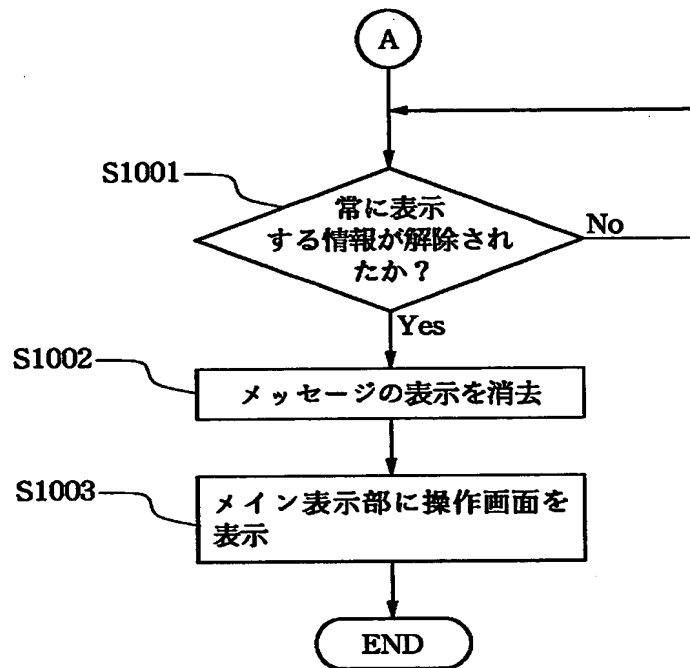 A
S1001
常に表示
する情報が解除され
たか？
No
Yes
S1002
メッセージの表示を消去
S1003
メイン表示部に操作画面を
表示
END